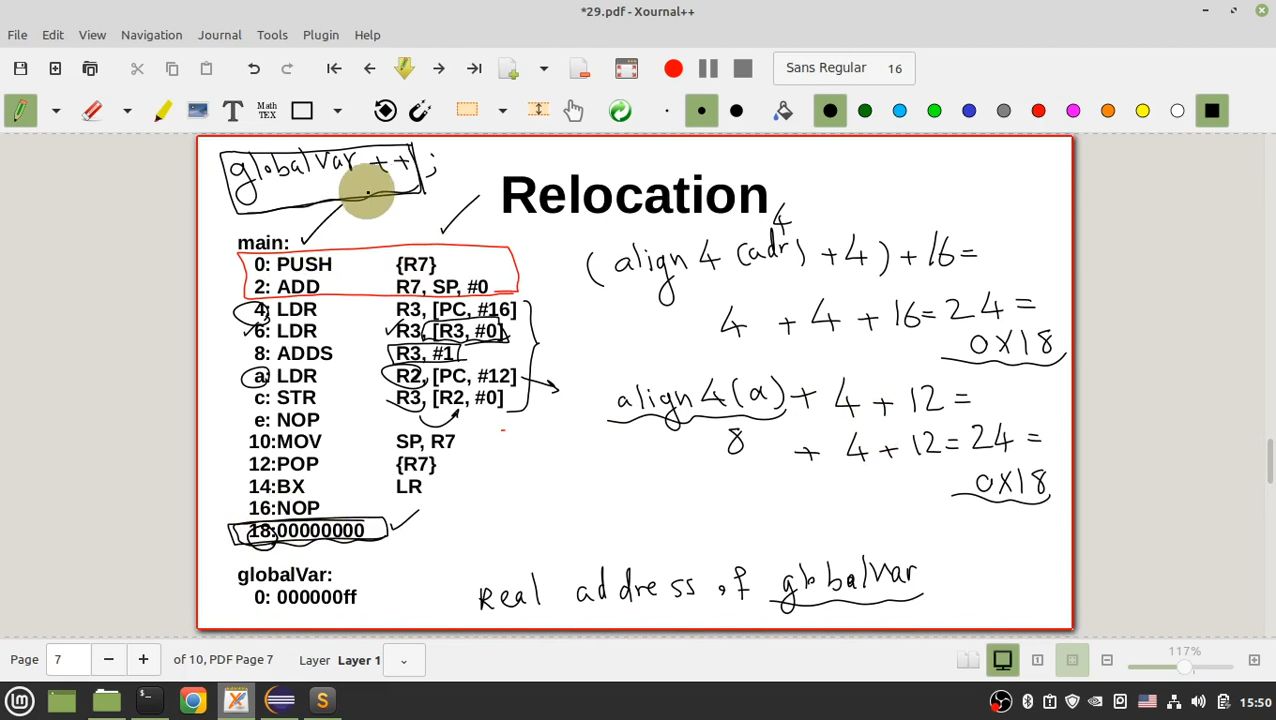 *29.pdf - Xournal++
File Edit View Navigation Journal Tools Plugin Help
Sans Regular 16
Math
TEX
globalVar ++ ;
Relocation
main:
0: PUSH {R7}
2: ADD R7, SP, #0
4: LDR R3, [PC, #16]
6: LDR R3, [R3, #0]
8: ADDS R3, #1
a: LDR R2, [PC, #12]
c: STR R3, [R2, #0]
e: NOP
10:MOV SP, R7
12:POP {R7}
14:BX LR
16:NOP
18:00000000
globalVar:
0: 000000ff
4
(align 4 (adr) + 4) + 16 =
4 + 4 + 16 = 24 =
0X18
align 4(a) + 4 + 12 =
8 + 4 + 12 = 24 =
0X18
Real address of globalVar
Page 7 of 10, PDF Page 7 Layer Layer 1 117%
15:50